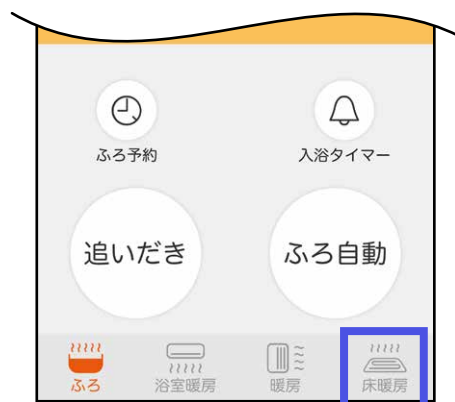 ふろ予約
入浴タイマー
追いだき
ふろ自動
ふろ
浴室暖房
暖房
床暖房